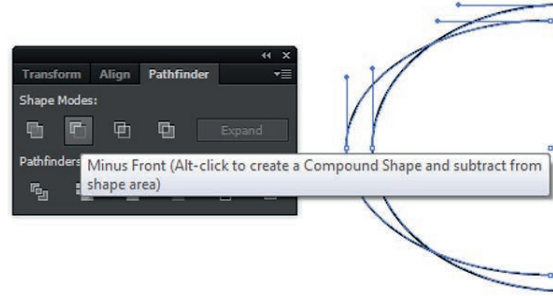 Transform Align Pathfinder
Shape Modes:
Expand
Pathfinders
Minus Front (Alt-click to create a Compound Shape and subtract from
shape area)